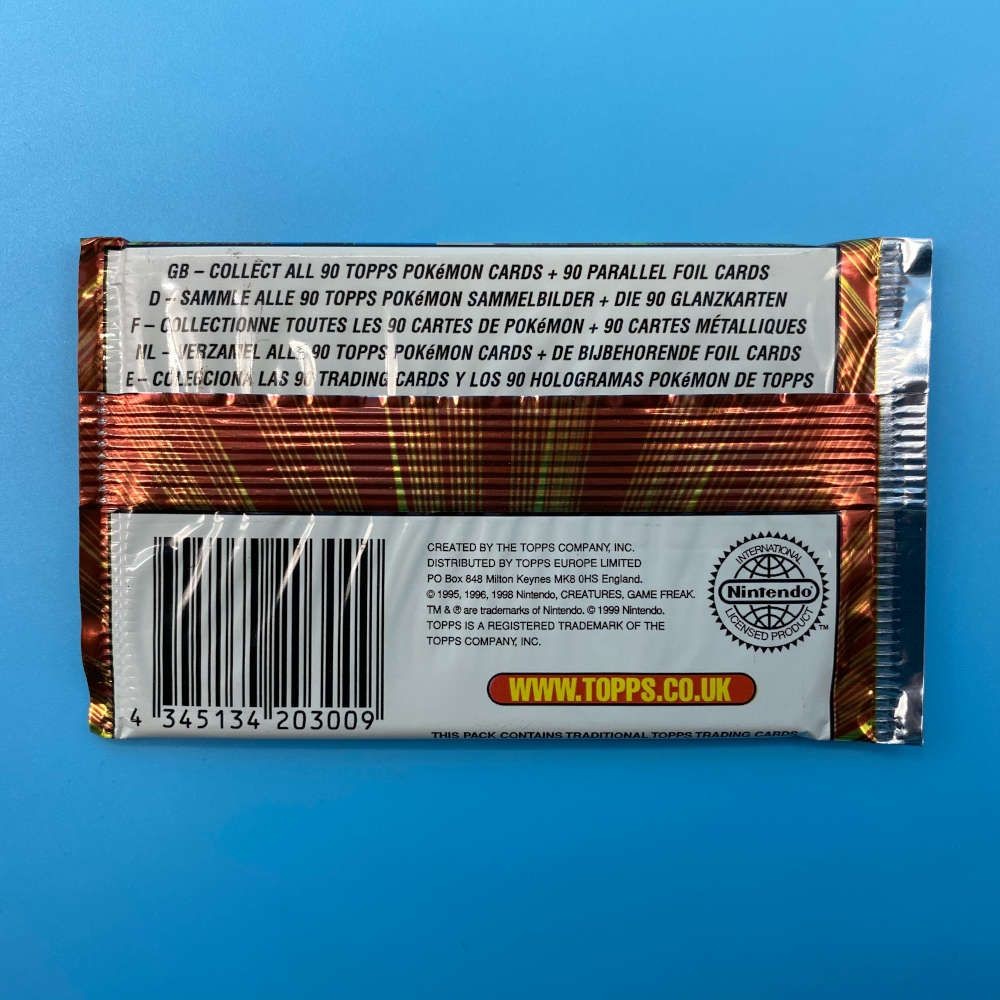 GB – COLLECT ALL 90 TOPPS POKéMON CARDS + 90 PARALLEL FOIL CARDS
D – SAMMLE ALLE 90 TOPPS POKéMON SAMMELBILDER + DIE 90 GLANZKARTEN
F – COLLECTIONNE TOUTES LES 90 CARTES DE POKéMON + 90 CARTES MÉTALLIQUES
NL – VERZAMEL ALLE 90 TOPPS POKéMON CARDS + DE BIJBEHORENDE FOIL CARDS
E – COLECCIONA LAS 90 TRADING CARDS Y LOS 90 HOLOGRAMAS POKéMON DE TOPPS
CREATED BY THE TOPPS COMPANY, INC.
DISTRIBUTED BY TOPPS EUROPE LIMITED
PO Box 848 Milton Keynes MK8 0HS England.
© 1995, 1996, 1998 Nintendo, CREATURES, GAME FREAK.
TM & ® are trademarks of Nintendo. © 1999 Nintendo.
TOPPS IS A REGISTERED TRADEMARK OF THE
TOPPS COMPANY, INC.
INTERNATIONAL
Nintendo
LICENSED PRODUCT™
WWW.TOPPS.CO.UK
4 345134 203009
THIS PACK CONTAINS TRADITIONAL TOPPS TRADING CARDS